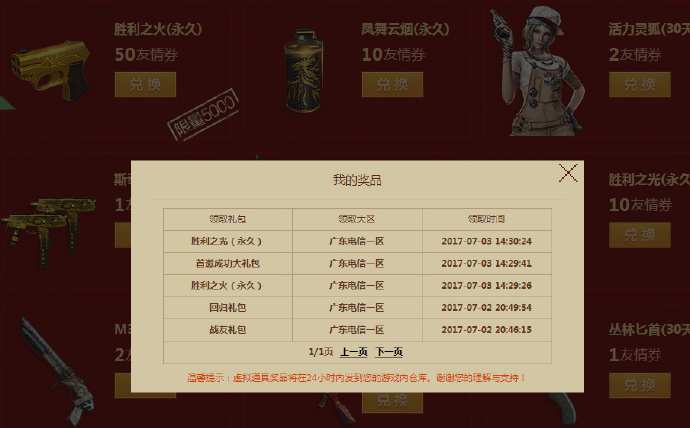 胜利之火(永久)
50友情券
兑换
限量5000
凤舞云烟(永久)
10友情券
兑换
活力灵狐(30天
2友情券
兑换
斯
1
胜利之光(永久
10友情券
兑换
M3
2
丛林匕首(30天
1友情券
兑换
兑换
我的奖品
领取礼包 领取大区 领取时间
胜利之光（永久） 广东电信一区 2017-07-03 14:30:24
首邀成功大礼包 广东电信一区 2017-07-03 14:29:41
胜利之火（永久） 广东电信一区 2017-07-03 14:29:26
回归礼包 广东电信一区 2017-07-02 20:49:54
战友礼包 广东电信一区 2017-07-02 20:46:15
1/1页 上一页 下一页
温馨提示：虚拟道具奖品将在24小时内发到您的游戏内仓库。谢谢您的理解与支持！